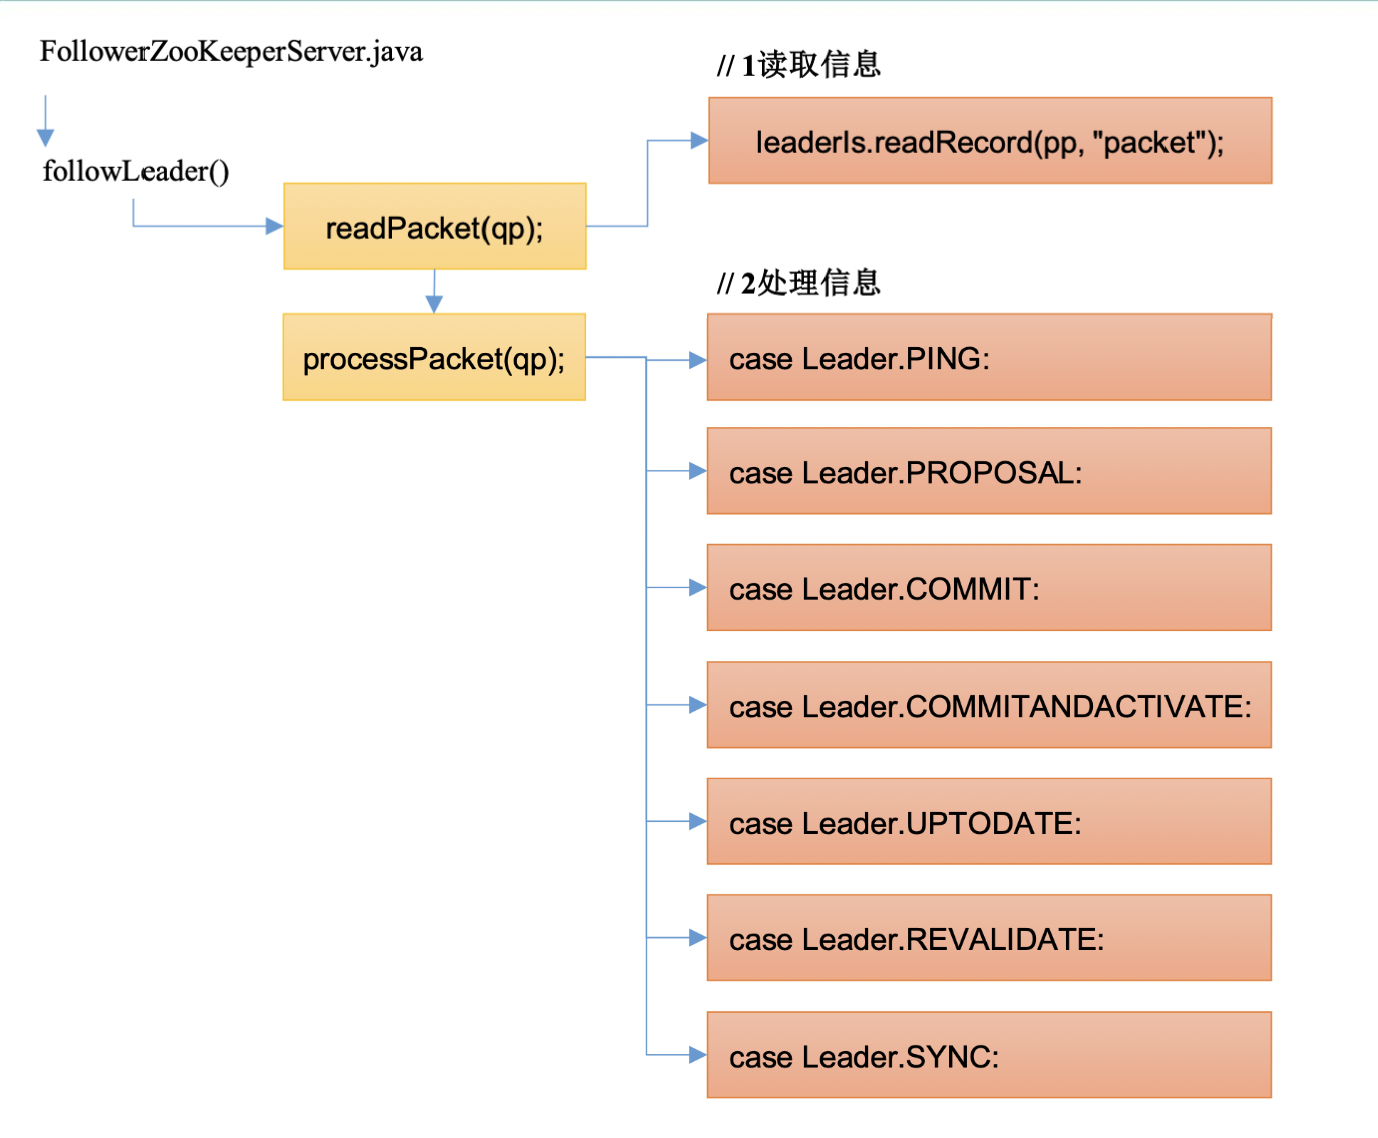 FollowerZooKeeperServer.java
followLeader()
readPacket(qp);
// 1读取信息
leaderIs.readRecord(pp, "packet");
processPacket(qp);
// 2处理信息
case Leader.PING:
case Leader.PROPOSAL:
case Leader.COMMIT:
case Leader.COMMITANDACTIVATE:
case Leader.UPTODATE:
case Leader.REVALIDATE:
case Leader.SYNC: